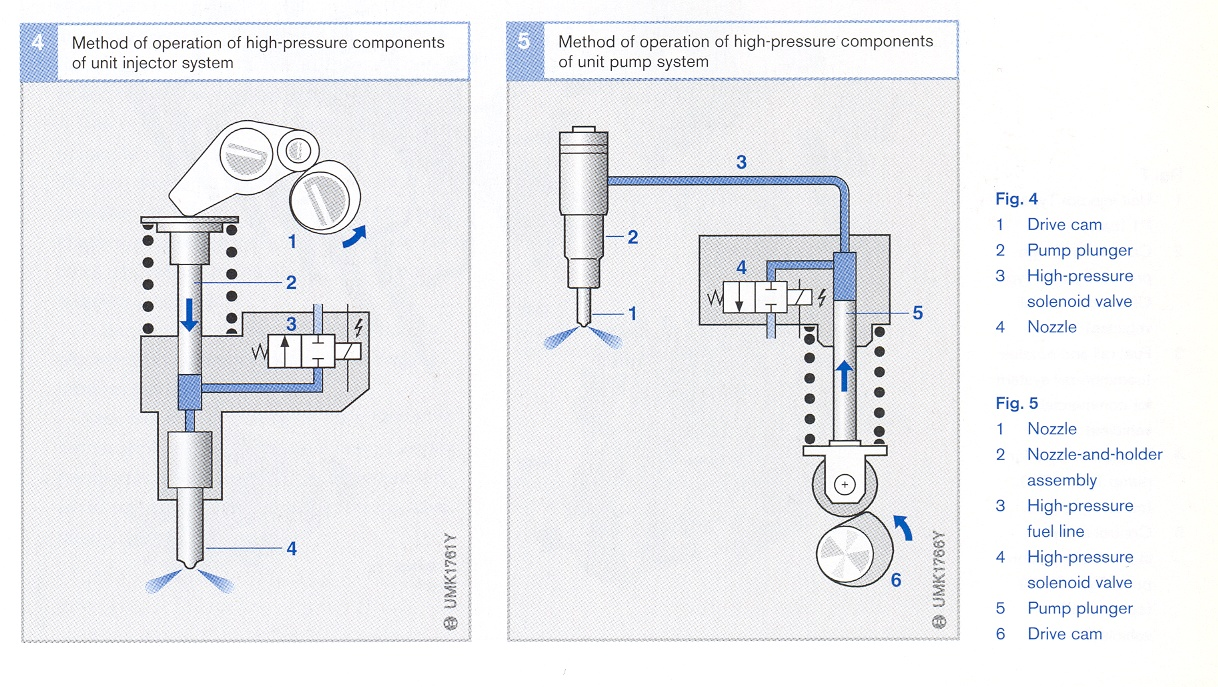 4
Method of operation of high-pressure components
of unit injector system
1
2
3
4
UMK1761Y
5
Method of operation of high-pressure components
of unit pump system
3
2
4
1
5
6
UMK1766Y
Fig. 4
1 Drive cam
2 Pump plunger
3 High-pressure
solenoid valve
4 Nozzle
Fig. 5
1 Nozzle
2 Nozzle-and-holder
assembly
3 High-pressure
fuel line
4 High-pressure
solenoid valve
5 Pump plunger
6 Drive cam